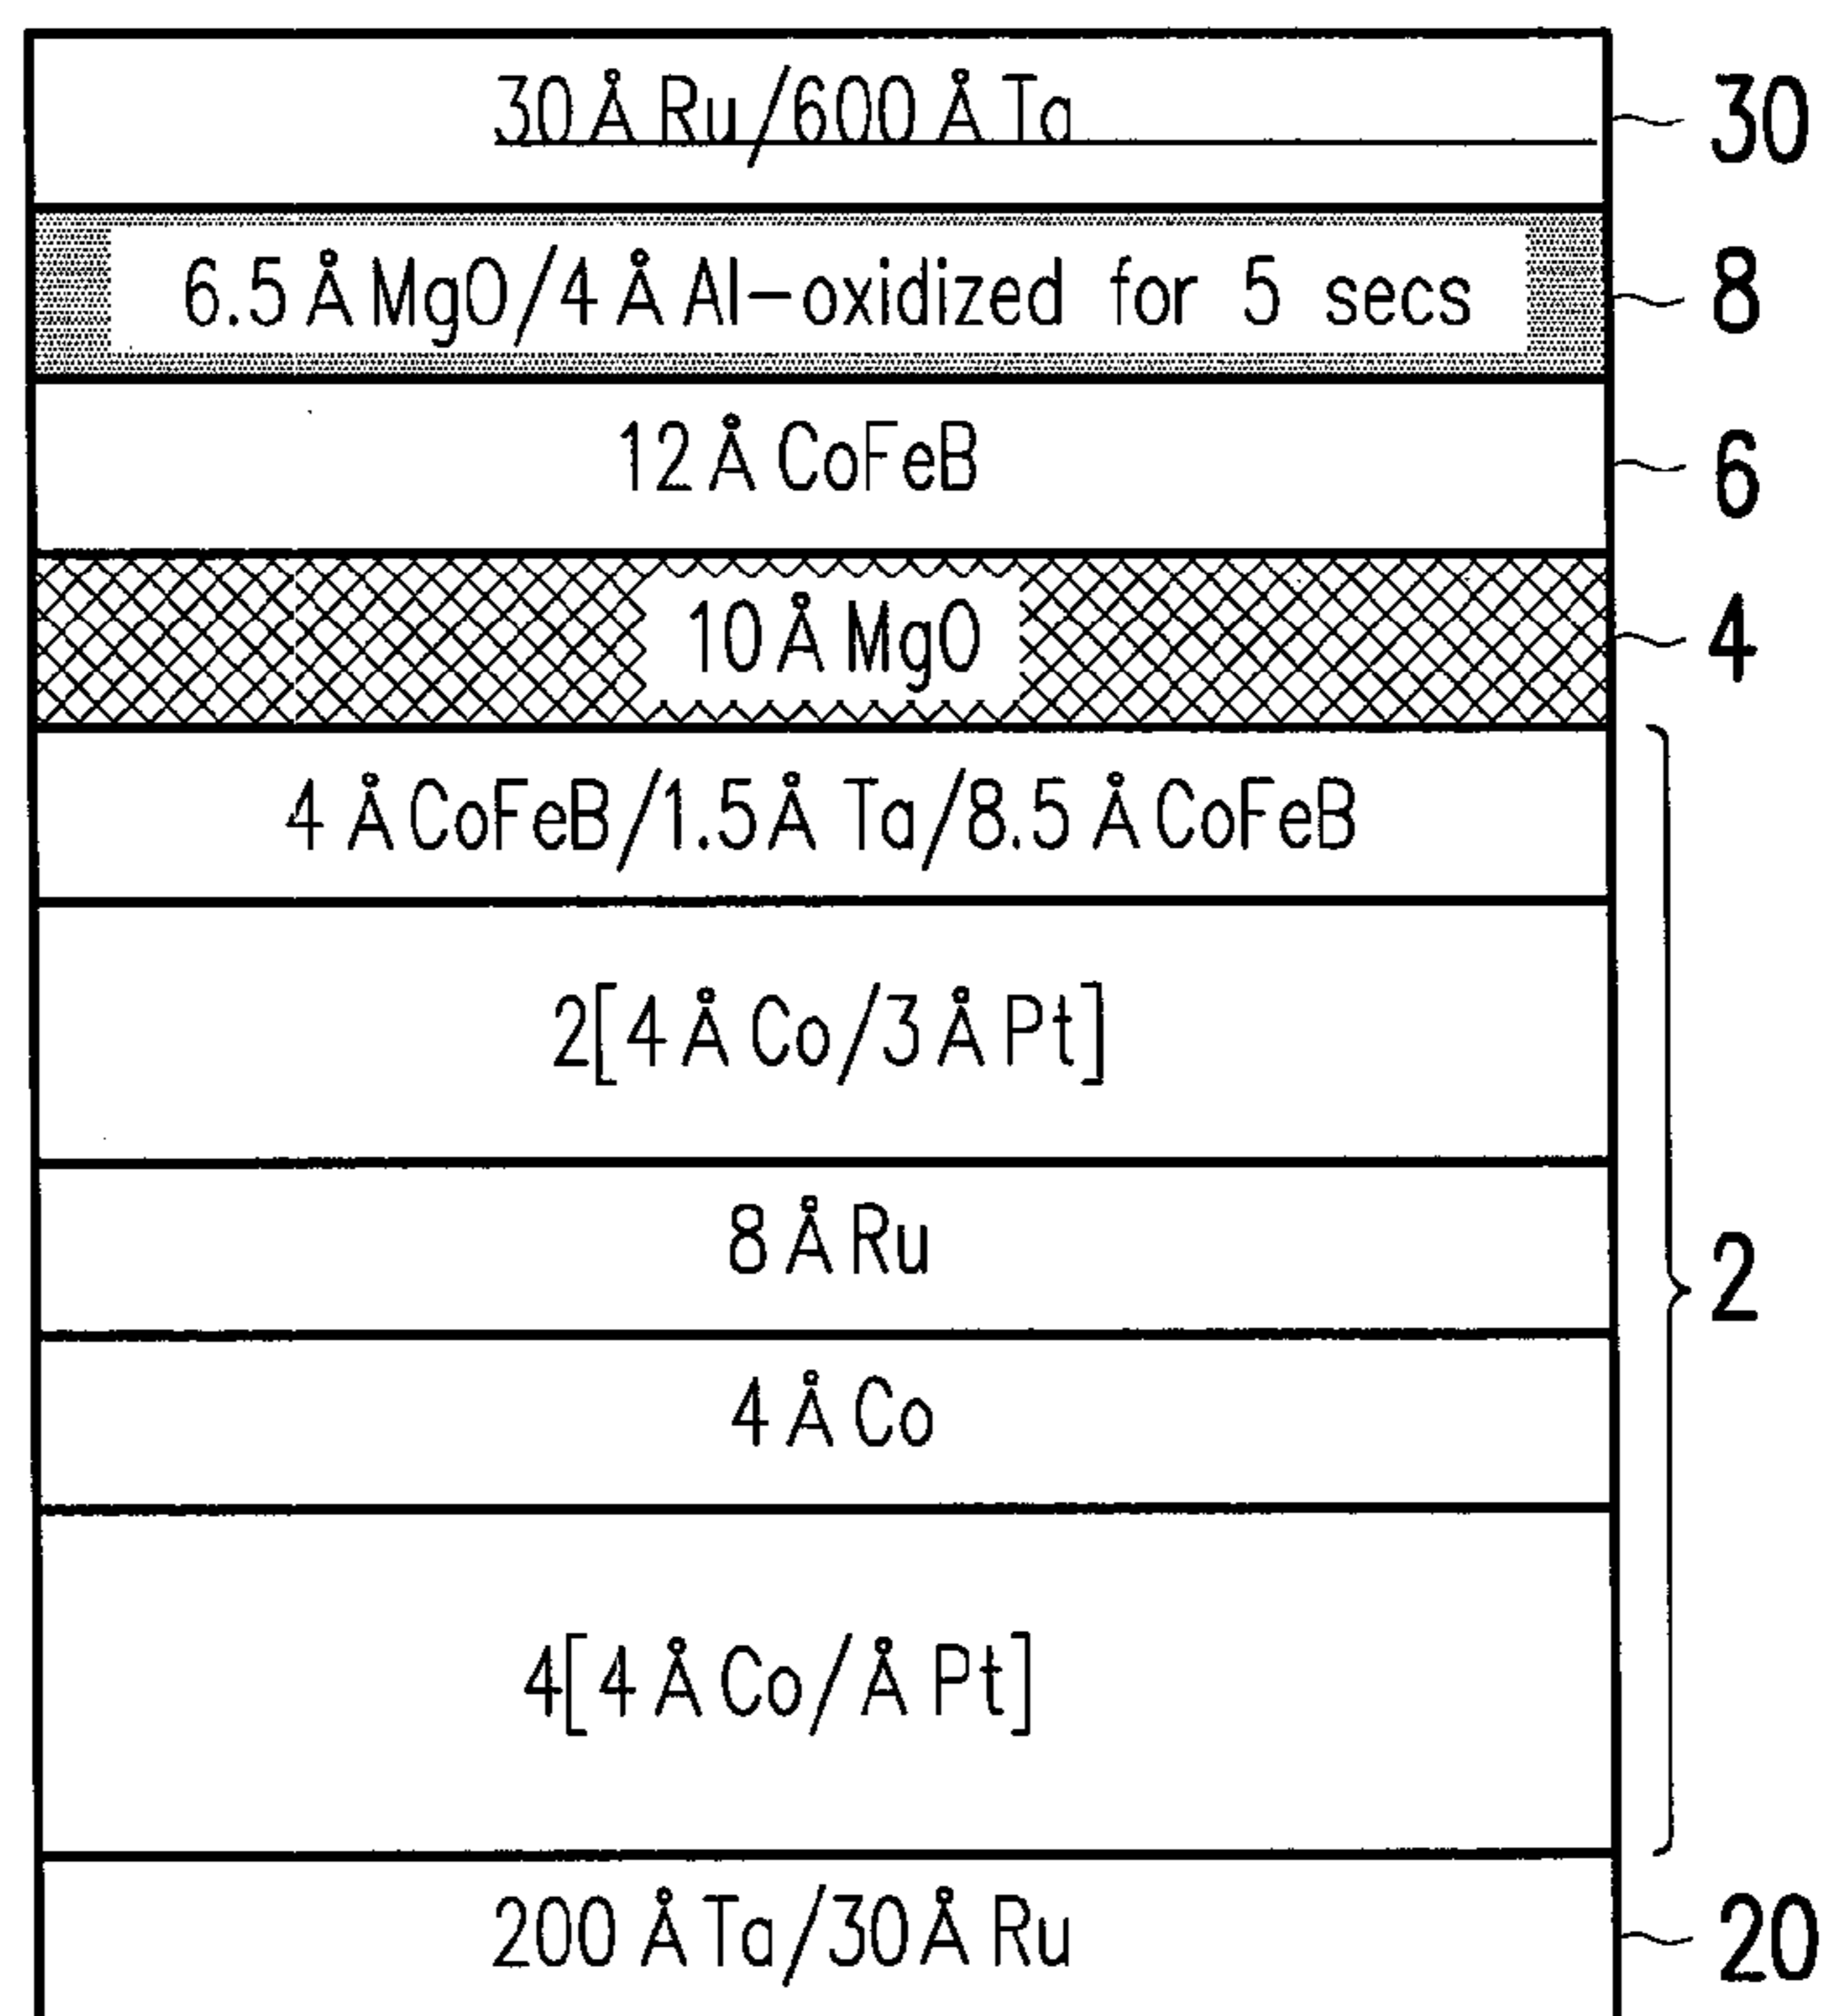 30 Å Ru/600 Å Ta 30
6.5 Å MgO/4 Å Al-oxidized for 5 secs 8
12 Å CoFeB 6
10 Å MgO 4
4 Å CoFeB/1.5 Å Ta/8.5 Å CoFeB
2[4 Å Co/3 Å Pt]
8 Å Ru 2
4 Å Co
4[4 Å Co/Å Pt]
200 Å Ta/30 Å Ru 20